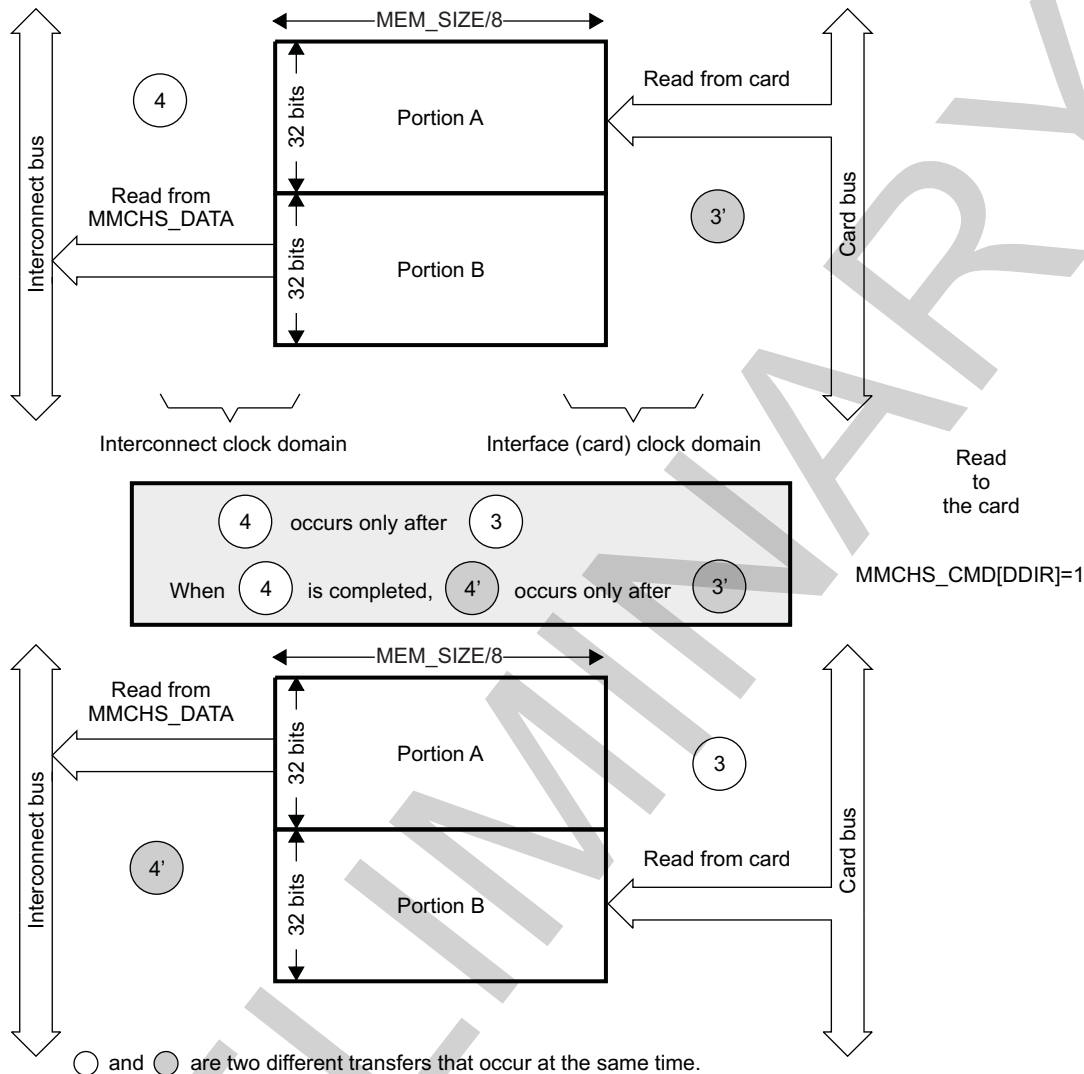 MEM_SIZE/8
Interconnect bus
4
32 bits
Portion A
Read from card
Read from
MMCHS_DATA
32 bits
Portion B
3’
Card bus
Interconnect clock domain
Interface (card) clock domain
Read
to
the card
4 occurs only after 3
When 4 is completed, 4’ occurs only after 3’
MMCHS_CMD[DDIR]=1
MEM_SIZE/8
Read from
MMCHS_DATA
Interconnect bus
32 bits
Portion A
3
4’
32 bits
Portion B
Read from card
Card bus
and are two different transfers that occur at the same time.
PRELIMINARY